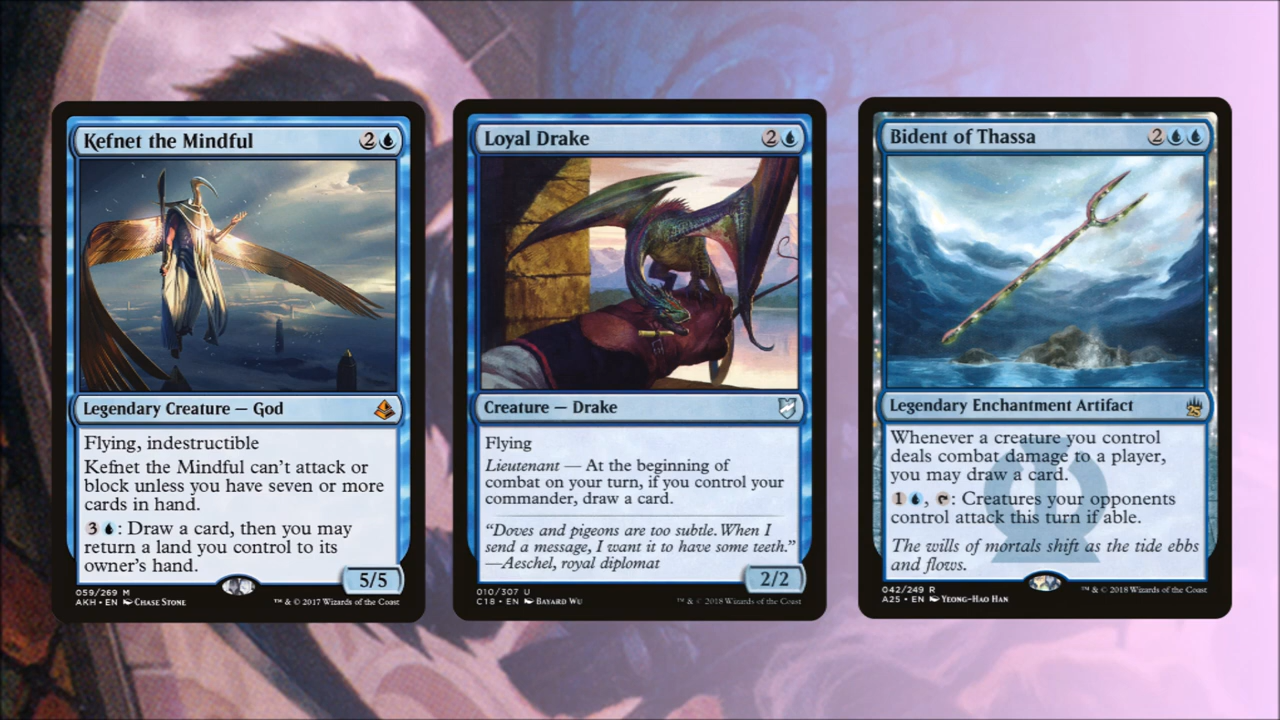 Kefnet the Mindful 2
Legendary Creature — God
Flying, indestructible
Kefnet the Mindful can't attack or
block unless you have seven or more
cards in hand.
3 : Draw a card, then you may
return a land you control to its
owner's hand.
5/5
059/269 M
AKH • EN Chase Stone
™ & © 2017 Wizards of the Coast
Loyal Drake 2
Creature — Drake
Flying
Lieutenant — At the beginning of
combat on your turn, if you control your
commander, draw a card.
"Doves and pigeons are too subtle. When I
send a message, I want it to have some teeth."
—Aeschel, royal diplomat
2/2
010/307 U
C18 • EN Bayard Wu
™ & © 2018 Wizards of the Coast
Bident of Thassa 2
Legendary Enchantment Artifact
25
Whenever a creature you control
deals combat damage to a player,
you may draw a card.
1 , : Creatures your opponents
control attack this turn if able.
The wills of mortals shift as the tide ebbs
and flows.
042/249 R
A25 • EN Yeong-Hao Han
™ & © 2018 Wizards of the Coast